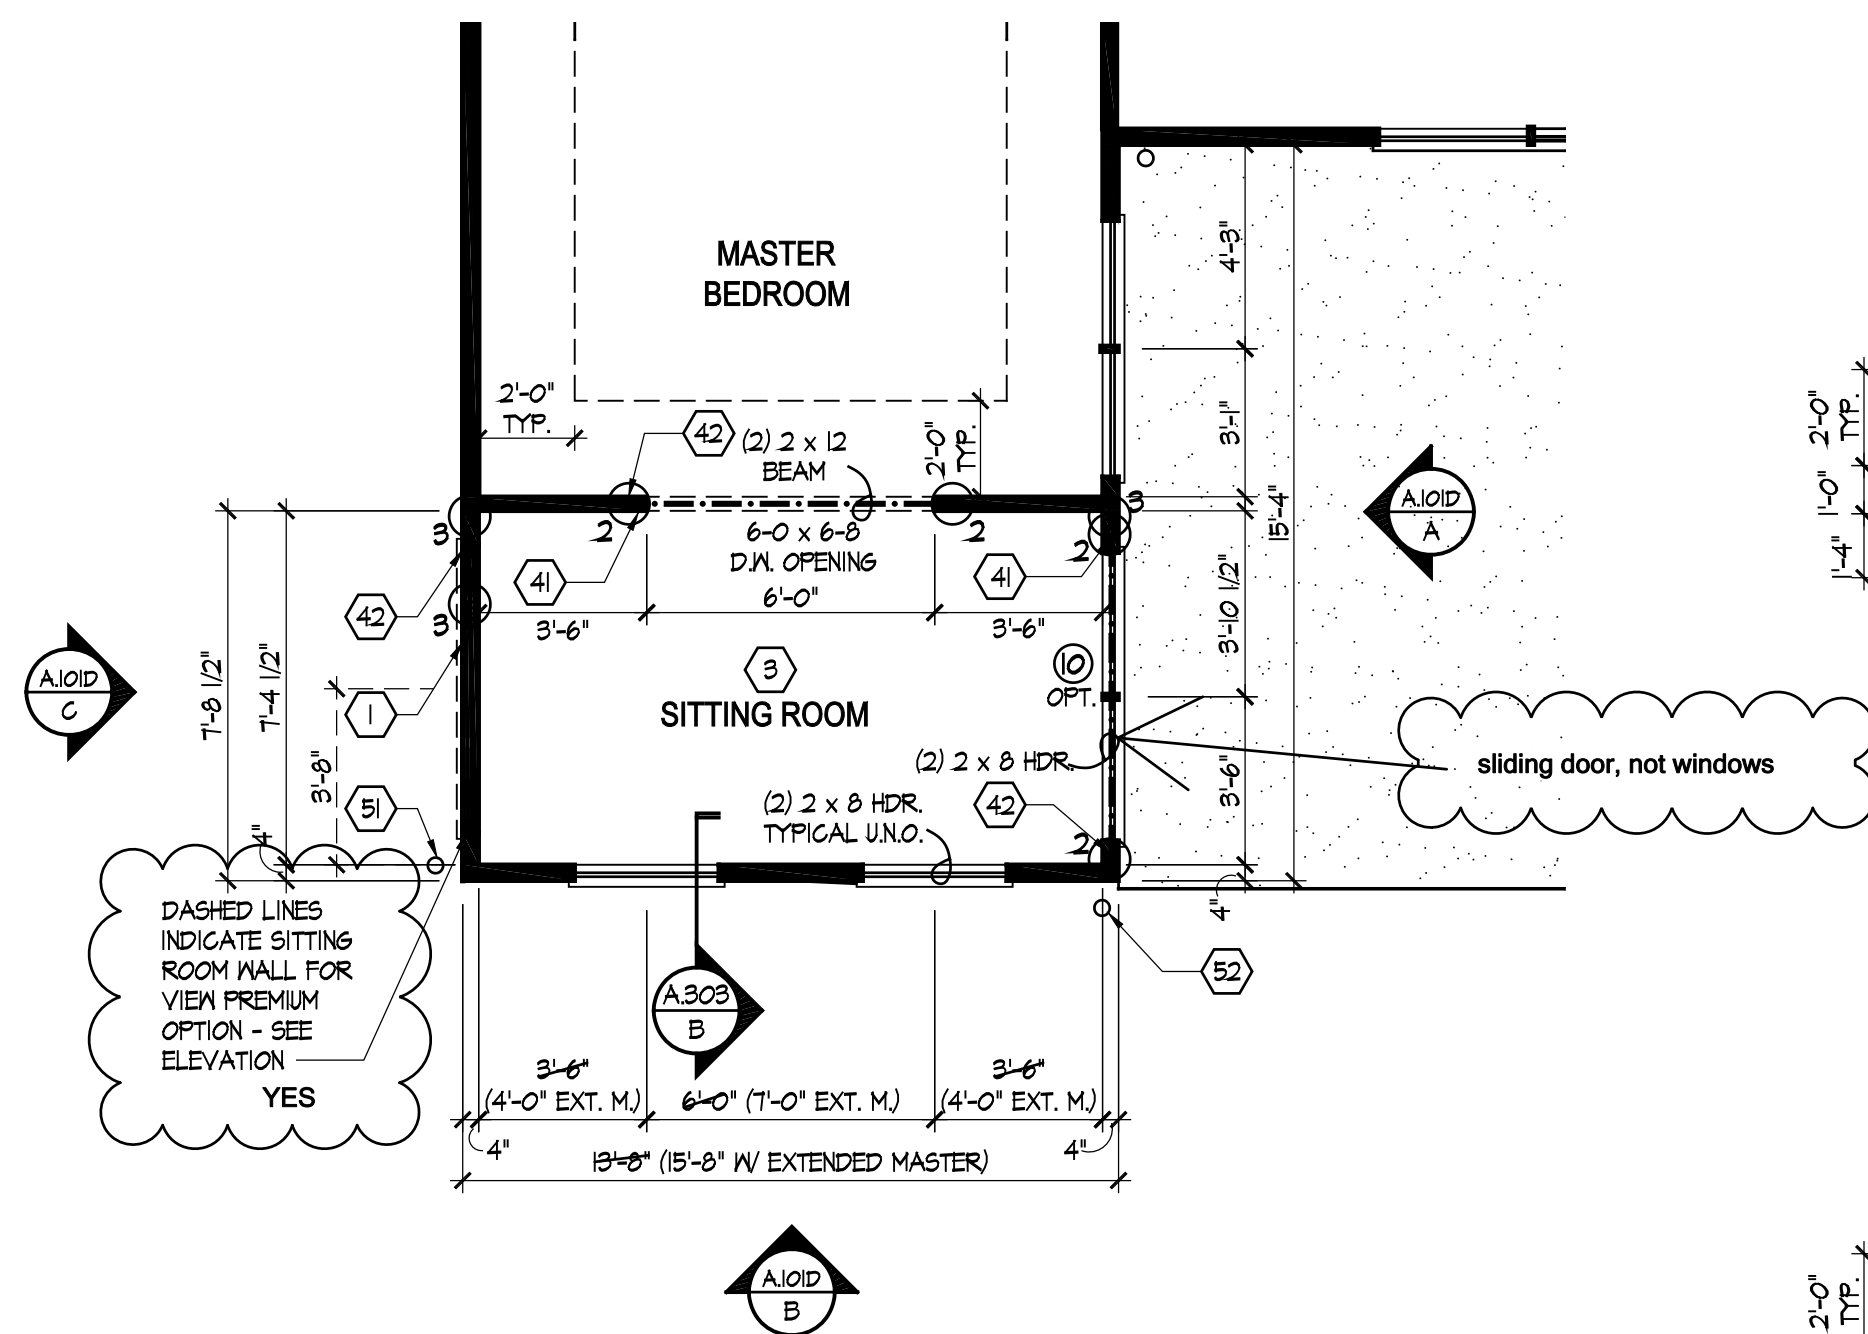 MASTER
BEDROOM
4'-3"
2'-0"
TYP.
42
(2) 2 x 12
BEAM
2'-0"
TYP.
3'-1"
2'-0"
TYP.
1'-0"
1'-4"
3
2
2
3
15'-4"
A.101D
A
6-0 x 6-8
D.W. OPENING
6'-0"
41
41
2
42
3
3'-6"
3'-6"
3'-10 1/2"
7'-8 1/2"
7'-4 1/2"
A.101D
C
1
3
SITTING ROOM
10
OPT.
3'-8"
(2) 2 x 8 HDR.
sliding door, not windows
3'-6"
51
(2) 2 x 8 HDR.
TYPICAL U.N.O.
42
2
4"
4"
DASHED LINES
INDICATE SITTING
ROOM WALL FOR
VIEW PREMIUM
OPTION - SEE
ELEVATION
YES
52
A.303
B
3'-6"
3'-6"
(4'-0" EXT. M.)
6'-0" (7'-0" EXT. M.)
(4'-0" EXT. M.)
4"
4"
13'-8" (15'-8" W/ EXTENDED MASTER)
A.101D
B
2'-0"
TYP.